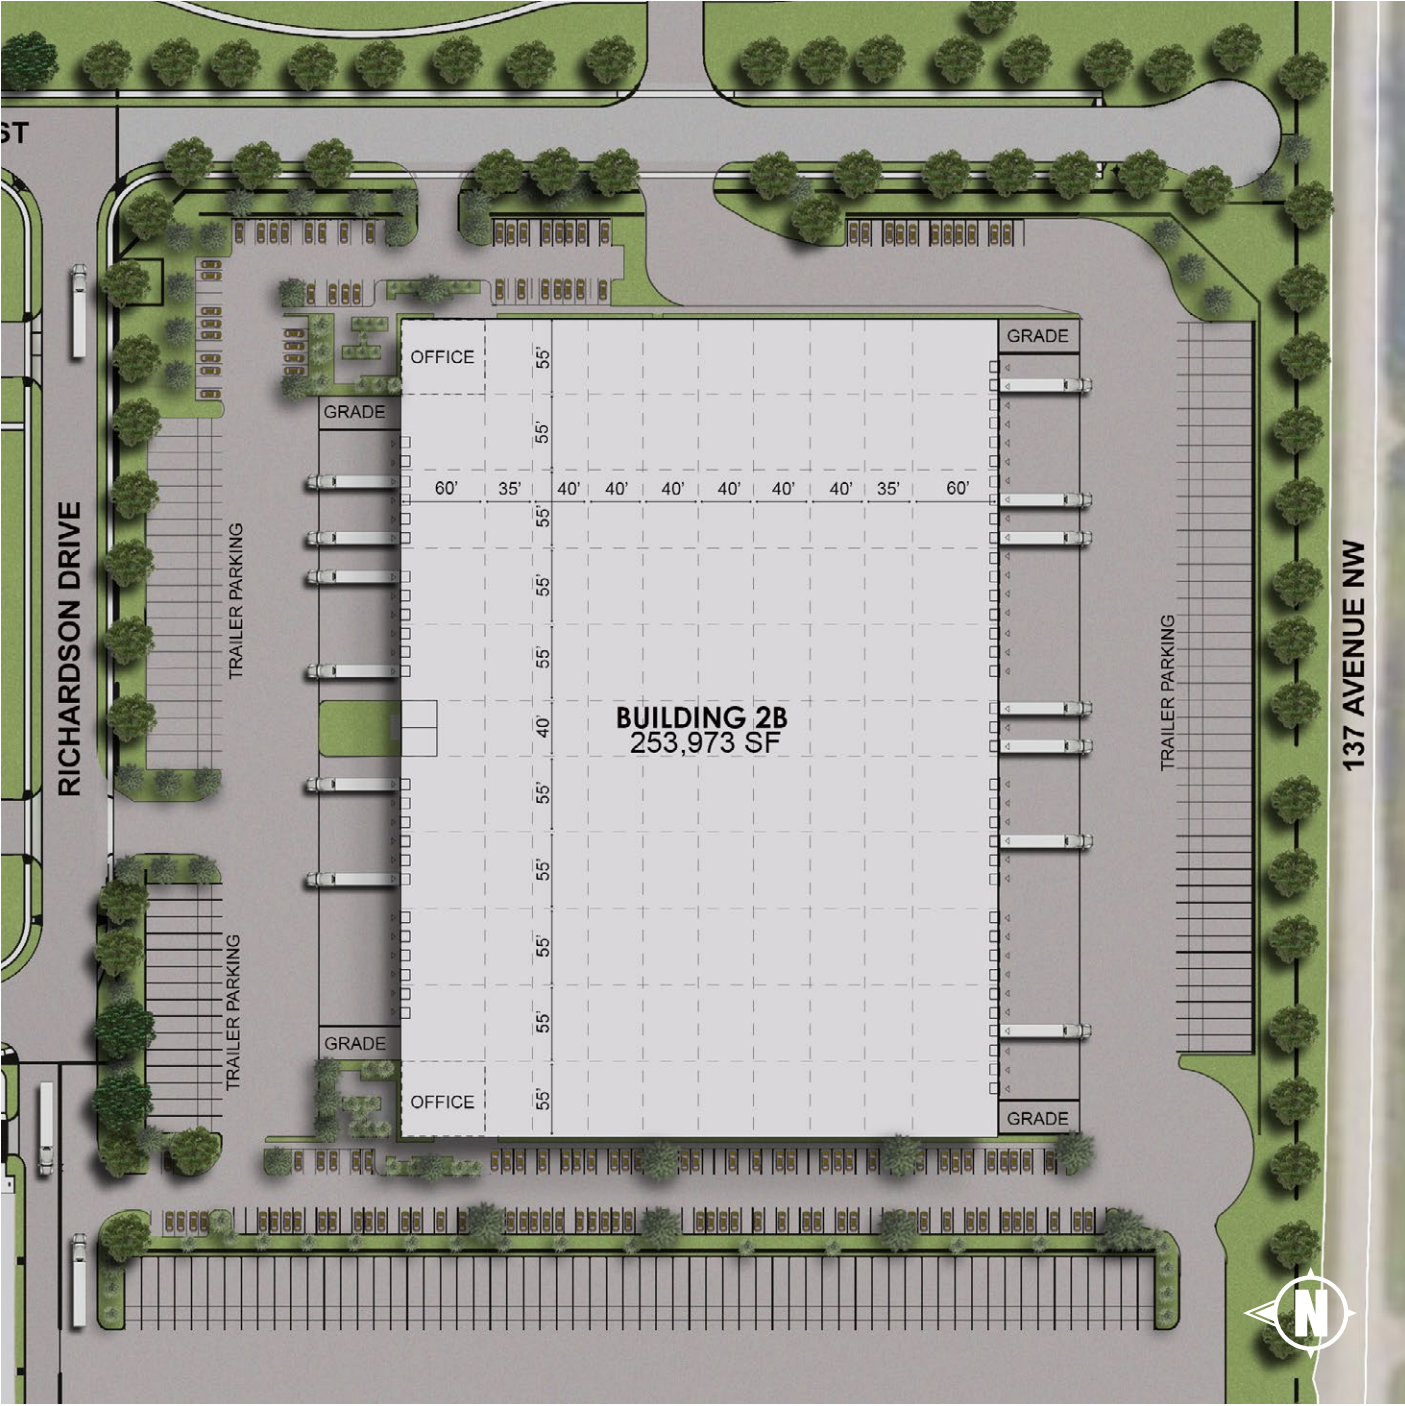 ST
OFFICE
55'
GRADE
GRADE
55'
60'
35'
40'
40'
40'
40'
40'
40'
35'
60'
55'
RICHARDSON DRIVE
TRAILER PARKING
55'
55'
137 AVENUE NW
TRAILER PARKING
40'
BUILDING 2B
253,973 SF
55'
55'
55'
TRAILER PARKING
55'
GRADE
OFFICE
55'
GRADE
N